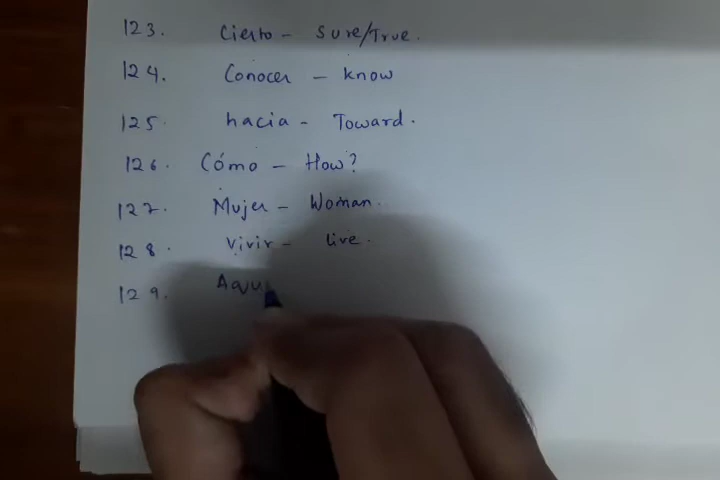 123. Cierto - Sure/True.
124. Conocer - know
125. hacia - Toward.
126. Cómo - How?
127. Mujer - Woman.
128. Vivir - live.
129. Aqu